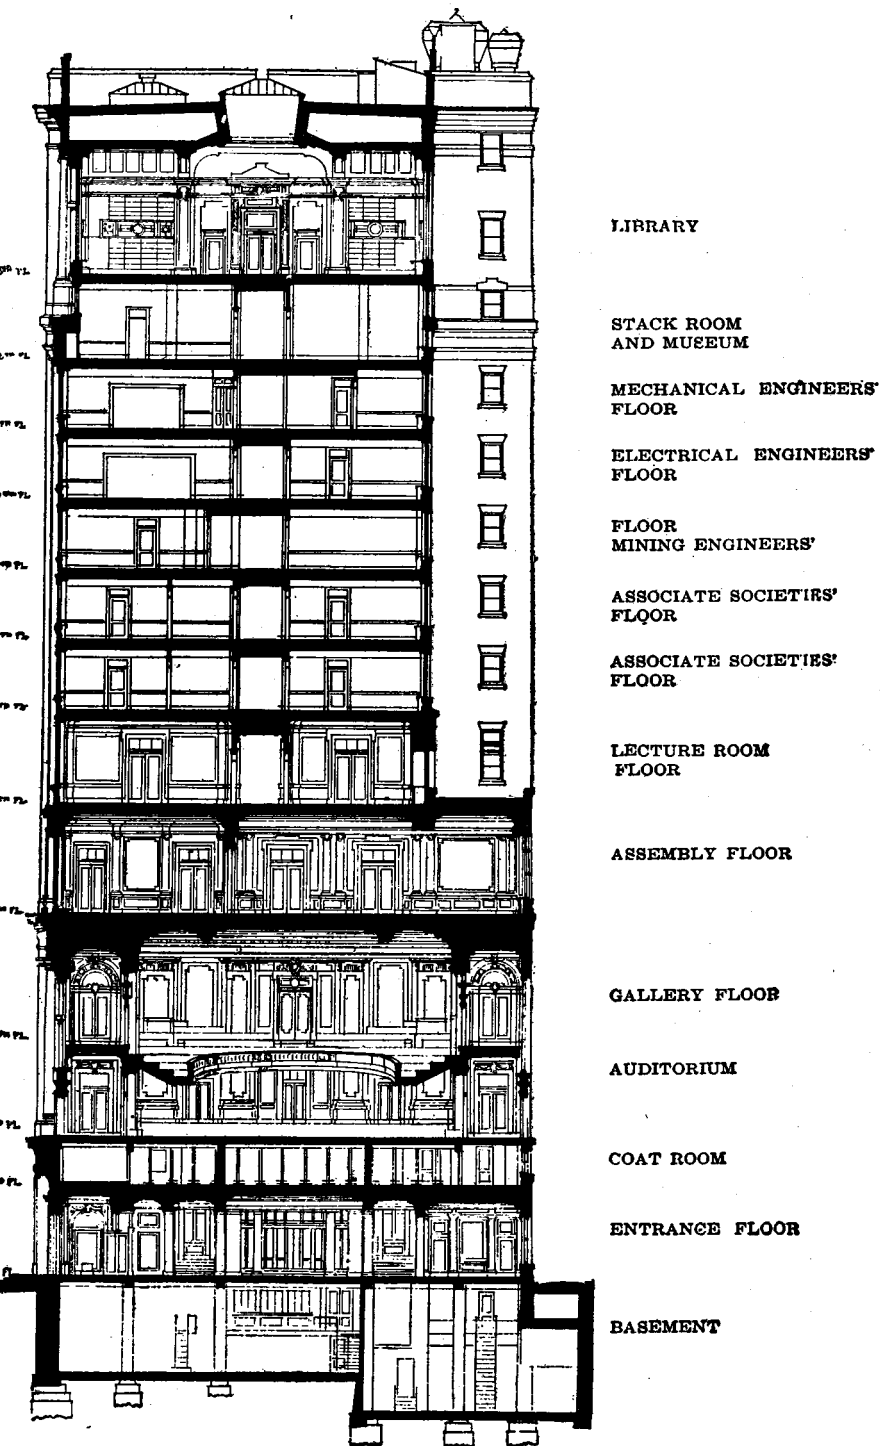 LIBRARY
STACK ROOM
AND MUSEUM
MECHANICAL ENGINEERS'
FLOOR
ELECTRICAL ENGINEERS'
FLOOR
FLOOR
MINING ENGINEERS'
ASSOCIATE SOCIETIES'
FLOOR
ASSOCIATE SOCIETIES'
FLOOR
LECTURE ROOM
FLOOR
ASSEMBLY FLOOR
GALLERY FLOOR
AUDITORIUM
COAT ROOM
ENTRANCE FLOOR
BASEMENT